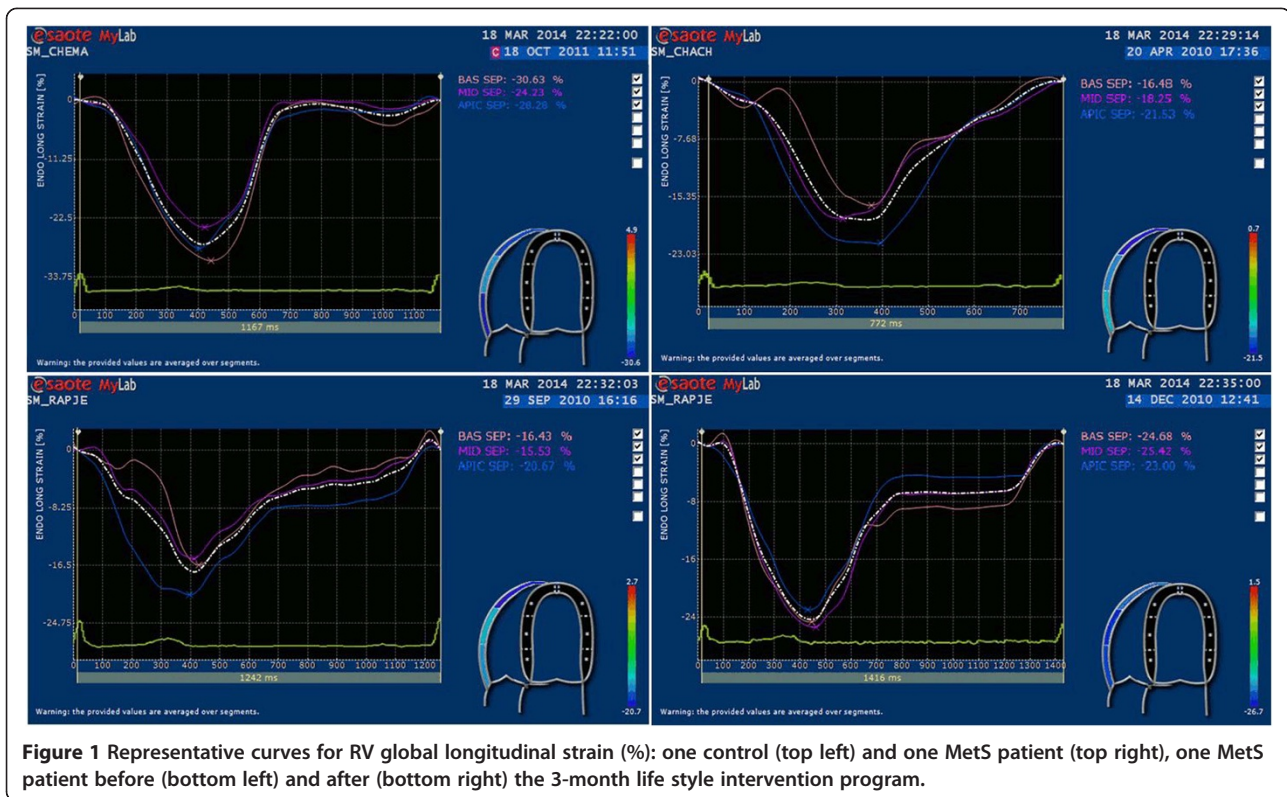 esaote MyLab
18 MAR 2014 22:22:00
SM_CHEMA
C 18 OCT 2011 11:51
ENDO LONG STRAIN [%]
BAS SEP: -30.63 %
MID SEP: -24.23 %
APIC SEP: -28.28 %
0
-11.25
-22.5
-33.75
0 100 200 300 400 500 600 700 800 900 1000 1100
1167 ms
4.9
-30.6
Warning: the provided values are averaged over segments.
esaote MyLab
18 MAR 2014 22:29:14
SM_CHACH
20 APR 2010 17:36
ENDO LONG STRAIN [%]
BAS SEP: -16.48 %
MID SEP: -18.25 %
APIC SEP: -21.53 %
0
-7.68
-15.35
-23.03
0 100 200 300 400 500 600 700
772 ms
0.7
-21.5
Warning: the provided values are averaged over segments.
esaote MyLab
18 MAR 2014 22:32:03
SM_RAPJE
29 SEP 2010 16:16
ENDO LONG STRAIN [%]
BAS SEP: -16.43 %
MID SEP: -15.53 %
APIC SEP: -20.67 %
0
-8.25
-16.5
-24.75
0 100 200 300 400 500 600 700 800 900 1000 1100 1200
1242 ms
2.7
-20.7
Warning: the provided values are averaged over segments.
esaote MyLab
18 MAR 2014 22:35:00
SM_RAPJE
14 DEC 2010 12:41
ENDO LONG STRAIN [%]
BAS SEP: -24.68 %
MID SEP: -25.42 %
APIC SEP: -23.00 %
0
-8
-16
-24
0 100 200 300 400 500 600 700 800 900 1000 1100 1200 1300 1400
1416 ms
1.5
-26.7
Warning: the provided values are averaged over segments.
Figure 1 Representative curves for RV global longitudinal strain (%): one control (top left) and one MetS patient (top right), one MetS
patient before (bottom left) and after (bottom right) the 3-month life style intervention program.